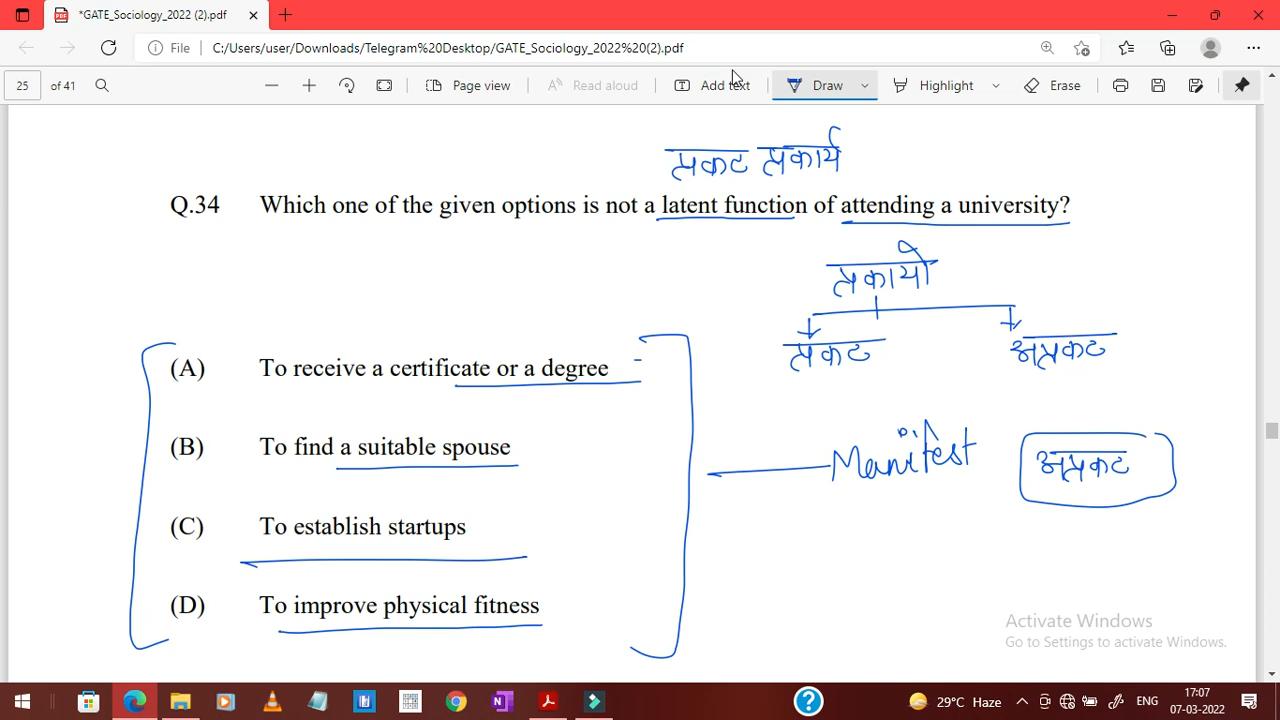 *GATE_Sociology_2022 (2).pdf
File C:/Users/user/Downloads/Telegram%20Desktop/GATE_Sociology_2022%20(2).pdf
25 of 41 Page view Read aloud Add text Draw Highlight Erase
प्रकट प्रकार्य
Q.34 Which one of the given options is not a latent function of attending a university?
प्रकार्यो
प्रकट अप्रकट
(A) To receive a certificate or a degree
(B) To find a suitable spouse
Manifest अप्रकट
(C) To establish startups
(D) To improve physical fitness
Activate Windows
Go to Settings to activate Windows.
29°C Haze ENG 17:07
07-03-2022